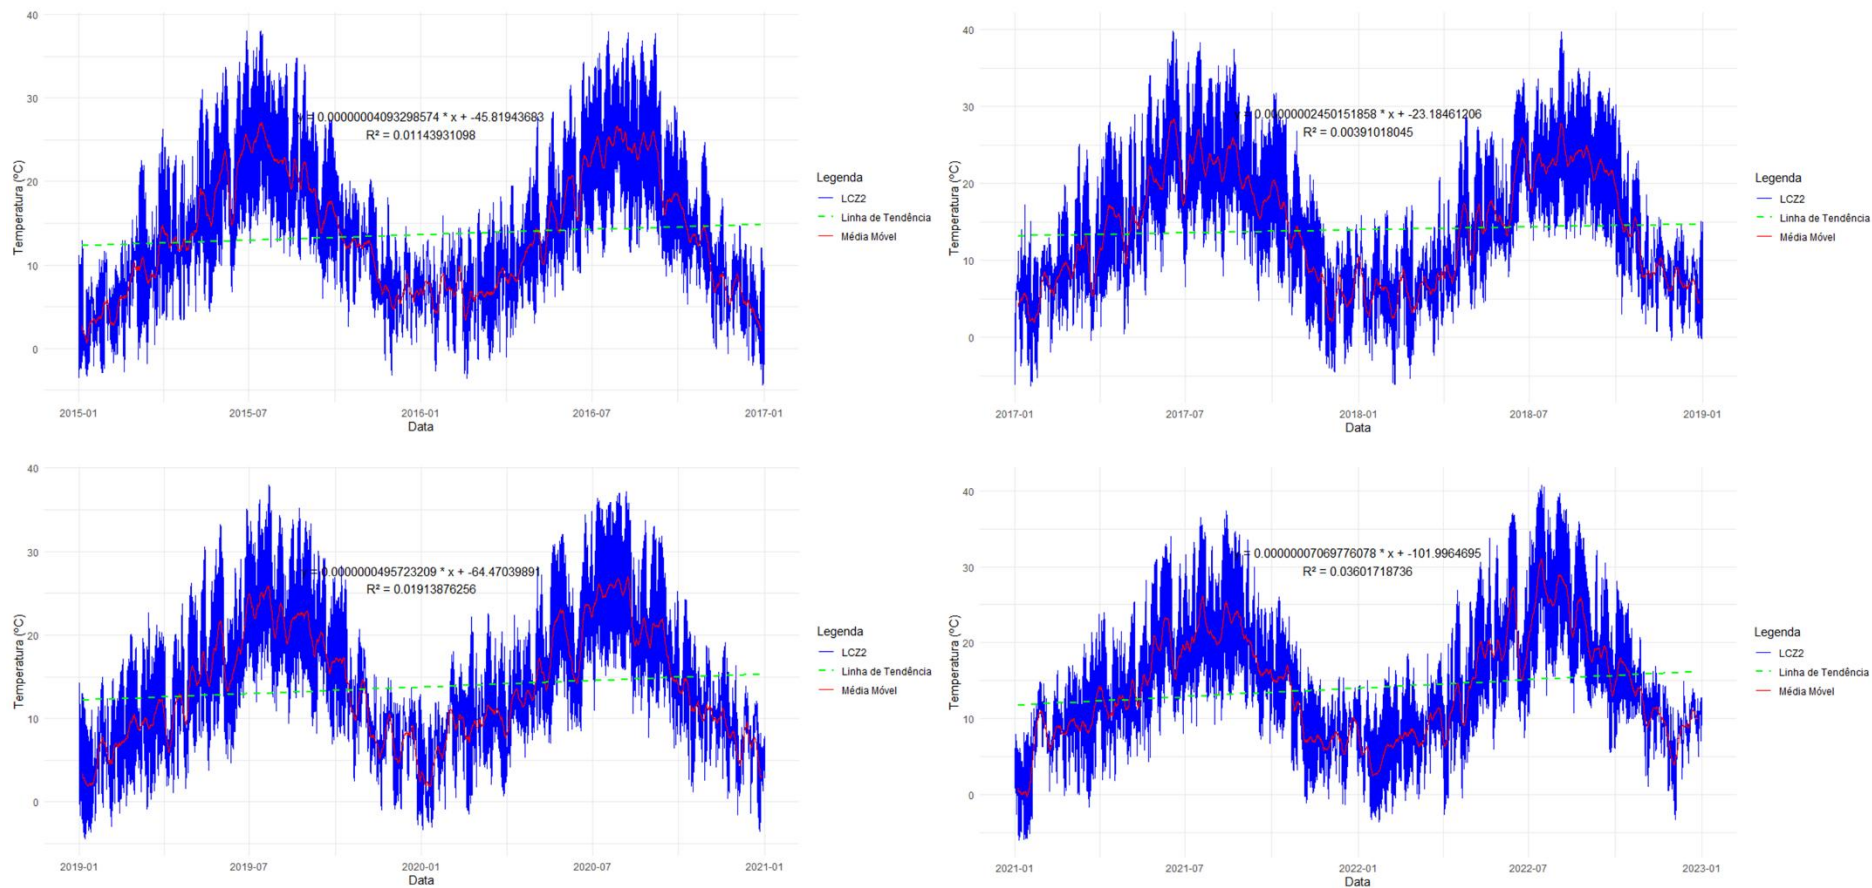 40
30
20
10
0
Temperatura (ºC)
y = 0.00000004093298574 * x + -45.81943683
R² = 0.01143931098
2015-01
2015-07
2016-01
2016-07
2017-01
Data
Legenda
LCZ2
Linha de Tendência
Média Móvel
40
30
20
10
0
Temperatura (ºC)
y = 0.00000002450151858 * x + -23.18461206
R² = 0.00391018045
2017-01
2017-07
2018-01
2018-07
2019-01
Data
Legenda
LCZ2
Linha de Tendência
Média Móvel
40
30
20
10
0
Temperatura (ºC)
y = 0.0000000495723209 * x + -64.47039891
R² = 0.01913876256
2019-01
2019-07
2020-01
2020-07
2021-01
Data
Legenda
LCZ2
Linha de Tendência
Média Móvel
40
30
20
10
0
Temperatura (ºC)
= 0.00000007069776078 * x + -101.9964695
R² = 0.03601718736
2021-01
2021-07
2022-01
2022-07
2023-01
Data
Legenda
LCZ2
Linha de Tendência
Média Móvel